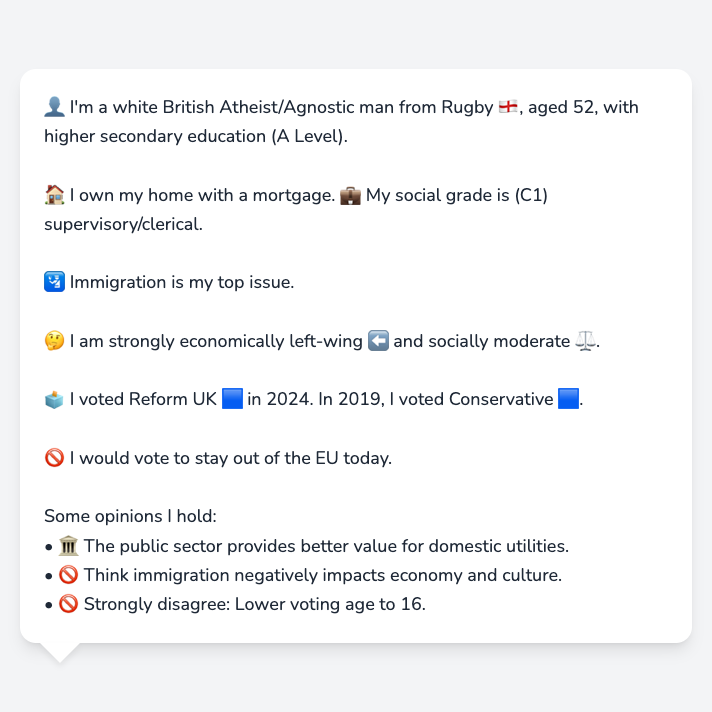 👤 I'm a white British Atheist/Agnostic man from Rugby 🏴󠁧󠁢󠁥󠁮󠁧󠁿, aged 52, with
higher secondary education (A Level).
🏠 I own my home with a mortgage. 💼 My social grade is (C1)
supervisory/clerical.
🛂 Immigration is my top issue.
🤔 I am strongly economically left-wing ⬅️ and socially moderate ⚖️.
🗳️ I voted Reform UK 🟦 in 2024. In 2019, I voted Conservative 🟦.
🚫 I would vote to stay out of the EU today.
Some opinions I hold:
• 🏛️ The public sector provides better value for domestic utilities.
• 🚫 Think immigration negatively impacts economy and culture.
• 🚫 Strongly disagree: Lower voting age to 16.